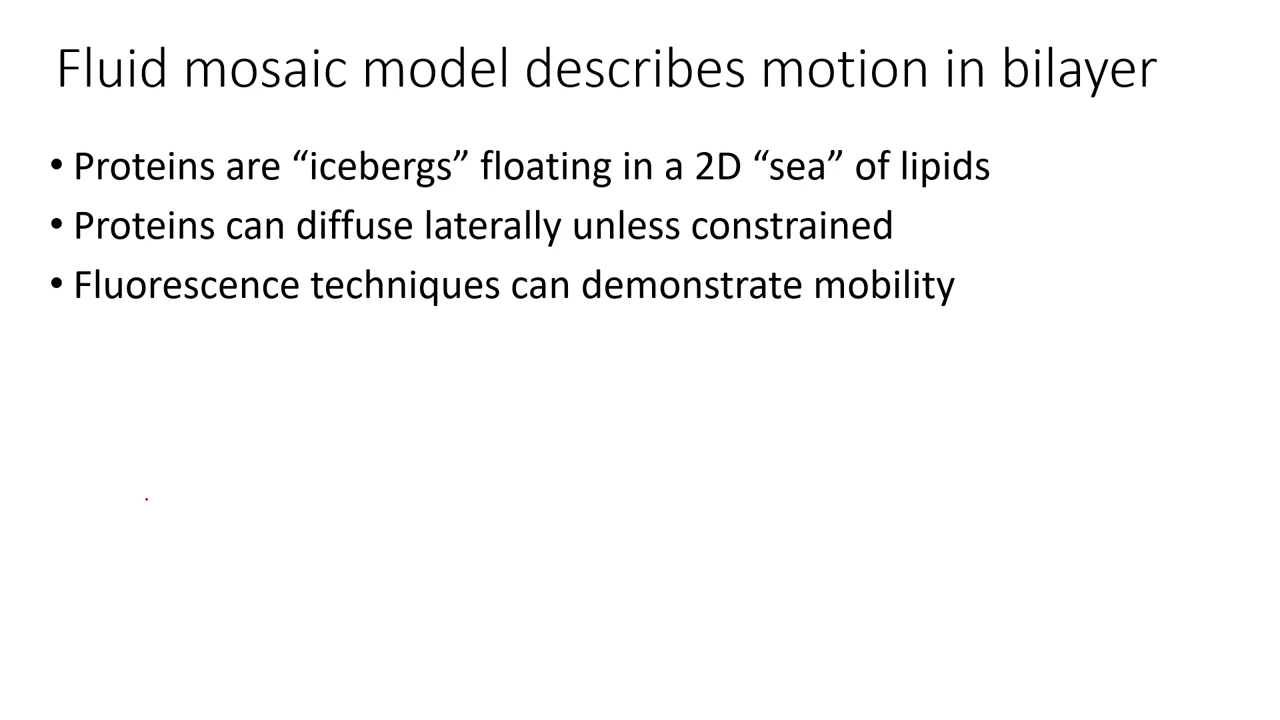 Fluid mosaic model describes motion in bilayer
• Proteins are “icebergs” floating in a 2D “sea” of lipids
• Proteins can diffuse laterally unless constrained
• Fluorescence techniques can demonstrate mobility